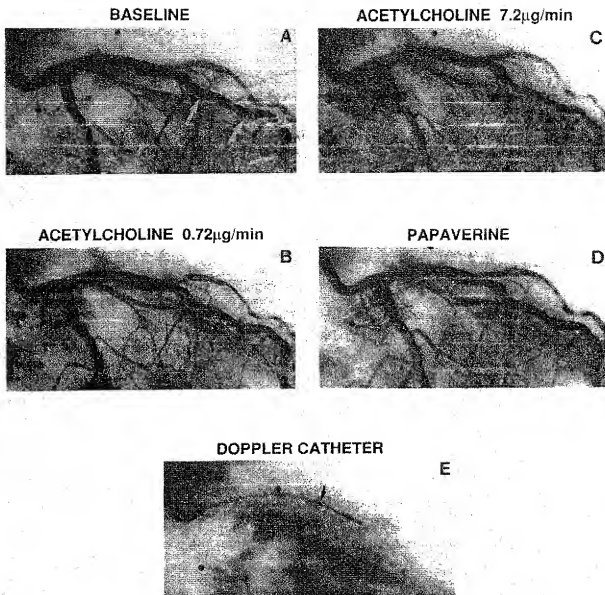 BASELINE
A
ACETYLCHOLINE 7.2µg/min
C
ACETYLCHOLINE 0.72µg/min
B
PAPAVERINE
D
DOPPLER CATHETER
E